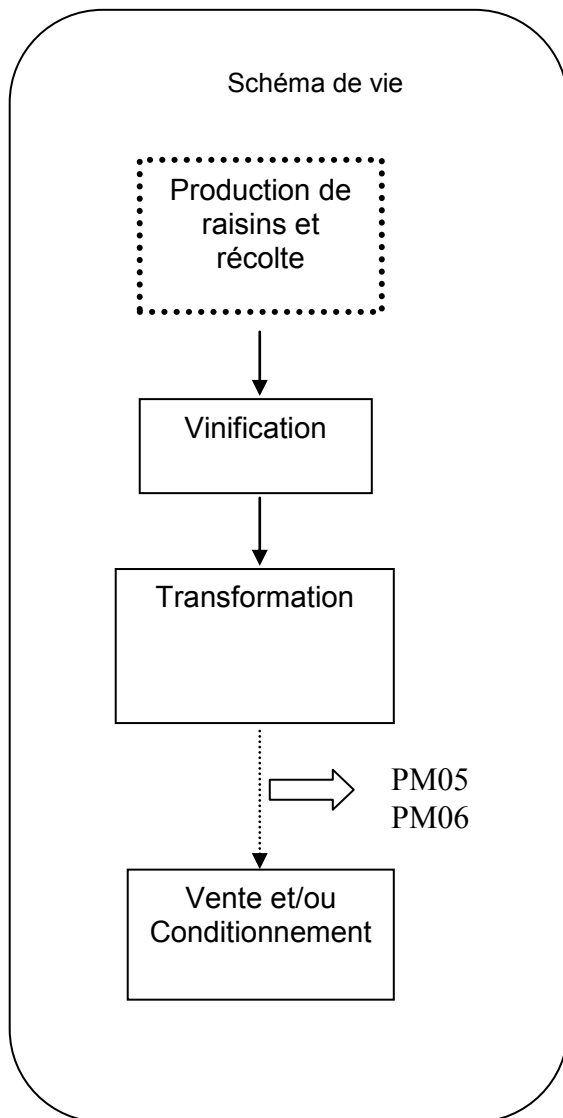 Schéma de vie
Production de
raisins et
récolte
Vinification
Transformation
PM05
PM06
Vente et/ou
Conditionnement